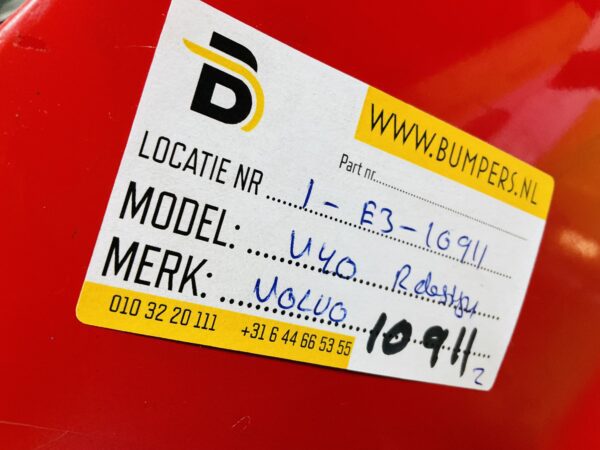 B
WWW.BUMPERS.NL
Part nr.
LOCATIE NR 1 - E3 - 10911
MODEL: V40
MERK: VOLVO 10911
2
010 32 20 111 +31 6 44 66 53 55